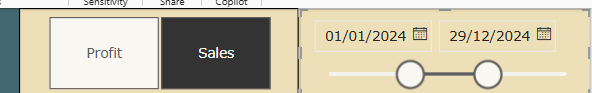 Sensitivity Share Copilot
Profit Sales
01/01/2024 29/12/2024